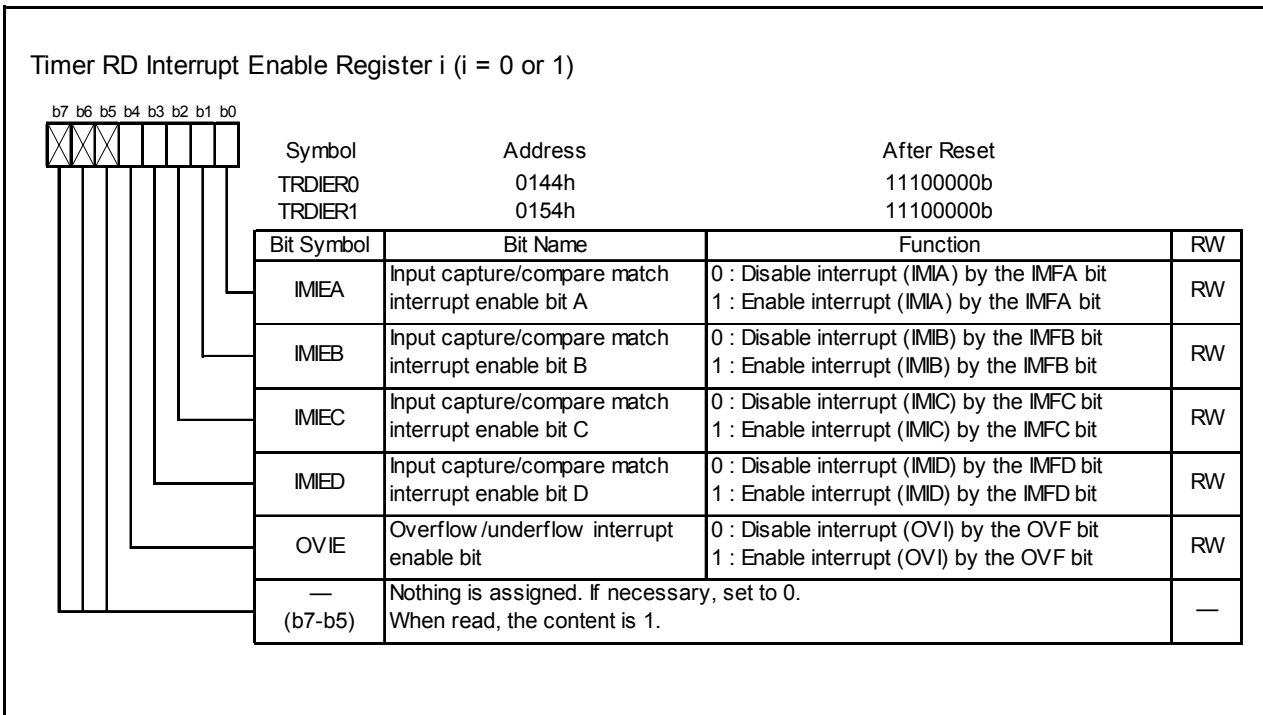 Timer RD Interrupt Enable Register i (i = 0 or 1)
b7 b6 b5 b4 b3 b2 b1 b0
Symbol Address After Reset
TRDIER0 0144h 11100000b
TRDIER1 0154h 11100000b
Bit Symbol Bit Name Function RW
IMIEA Input capture/compare match interrupt enable bit A 0 : Disable interrupt (IMIA) by the IMFA bit
1 : Enable interrupt (IMIA) by the IMFA bit RW
IMIEB Input capture/compare match interrupt enable bit B 0 : Disable interrupt (IMIB) by the IMFB bit
1 : Enable interrupt (IMIB) by the IMFB bit RW
IMIEC Input capture/compare match interrupt enable bit C 0 : Disable interrupt (IMIC) by the IMFC bit
1 : Enable interrupt (IMIC) by the IMFC bit RW
IMIED Input capture/compare match interrupt enable bit D 0 : Disable interrupt (IMID) by the IMFD bit
1 : Enable interrupt (IMID) by the IMFD bit RW
OVIE Overflow/underflow interrupt enable bit 0 : Disable interrupt (OVI) by the OVF bit
1 : Enable interrupt (OVI) by the OVF bit RW
— Nothing is assigned. If necessary, set to 0.
(b7-b5) When read, the content is 1. —